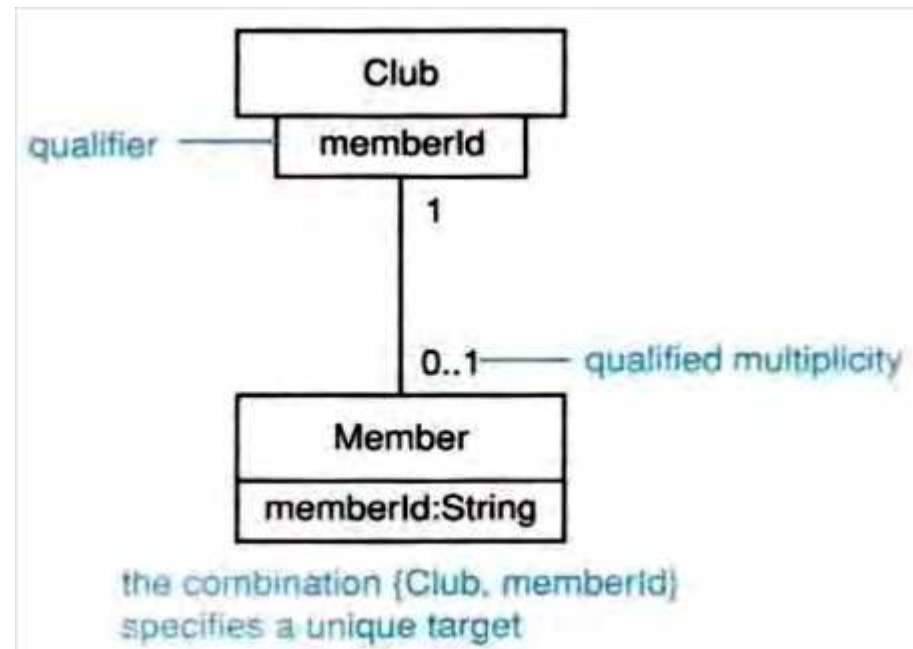 Club
qualifier
memberId
1
0..1
qualified multiplicity
Member
memberId:String
the combination {Club, memberId}
specifies a unique target